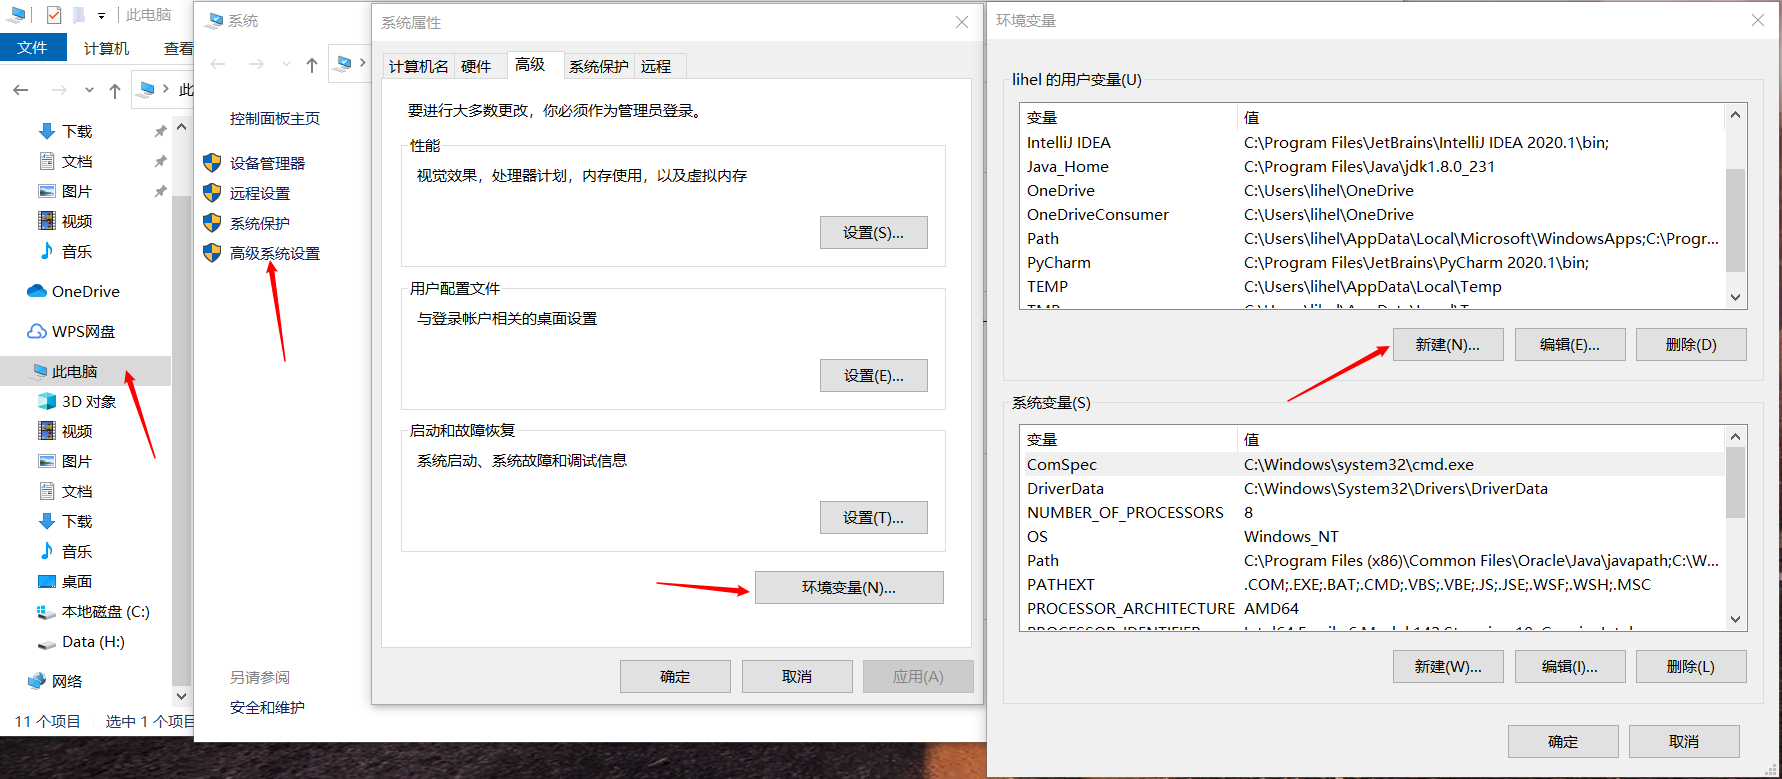 此电脑
文件
计算机
查看
此
下载
文档
图片
视频
音乐
OneDrive
WPS网盘
此电脑
3D 对象
视频
图片
文档
下载
音乐
桌面
本地磁盘 (C:)
Data (H:)
网络
11 个项目
选中 1 个项目
系统
控制面板主页
设备管理器
远程设置
系统保护
高级系统设置
另请参阅
安全和维护
系统属性
计算机名
硬件
高级
系统保护
远程
要进行大多数更改，你必须作为管理员登录。
性能
视觉效果，处理器计划，内存使用，以及虚拟内存
设置(S)...
用户配置文件
与登录帐户相关的桌面设置
设置(E)...
启动和故障恢复
系统启动、系统故障和调试信息
设置(T)...
环境变量(N)...
确定
取消
应用(A)
环境变量
lihel 的用户变量(U)
变量 值
IntelliJ IDEA C:\Program Files\JetBrains\IntelliJ IDEA 2020.1\bin;
Java_Home C:\Program Files\Java\jdk1.8.0_231
OneDrive C:\Users\lihel\OneDrive
OneDriveConsumer C:\Users\lihel\OneDrive
Path C:\Users\lihel\AppData\Local\Microsoft\WindowsApps;C:\Progr...
PyCharm C:\Program Files\JetBrains\PyCharm 2020.1\bin;
TEMP C:\Users\lihel\AppData\Local\Temp
新建(N)...
编辑(E)...
删除(D)
系统变量(S)
变量 值
ComSpec C:\Windows\system32\cmd.exe
DriverData C:\Windows\System32\Drivers\DriverData
NUMBER_OF_PROCESSORS 8
OS Windows_NT
Path C:\Program Files (x86)\Common Files\Oracle\Java\javapath;C:\W...
PATHEXT .COM;.EXE;.BAT;.CMD;.VBS;.VBE;.JS;.JSE;.WSF;.WSH;.MSC
PROCESSOR_ARCHITECTURE AMD64
新建(W)...
编辑(I)...
删除(L)
确定
取消